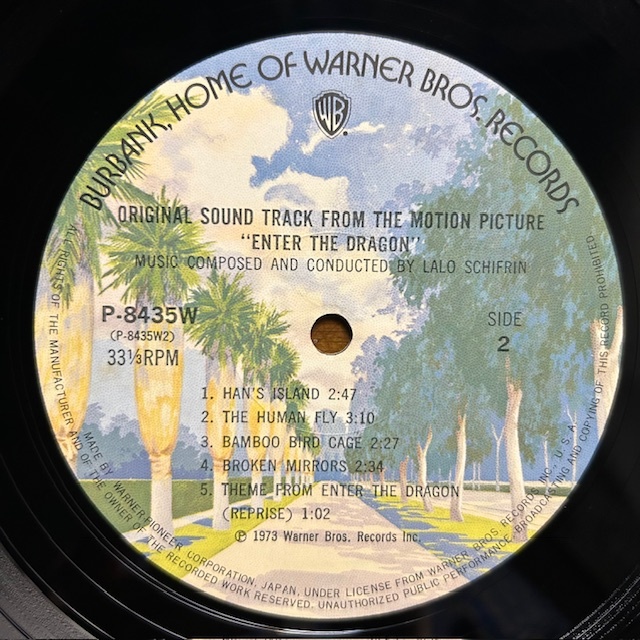 BURBANK, HOME OF WARNER BROS. RECORDS
WB
ORIGINAL SOUND TRACK FROM THE MOTION PICTURE
"ENTER THE DRAGON"
MUSIC COMPOSED AND CONDUCTED BY LALO SCHIFRIN
P-8435W
(P-8435W2)
33⅓RPM
SIDE
2
1. HAN'S ISLAND 2:47
2. THE HUMAN FLY 3:10
3. BAMBOO BIRD CAGE 2:27
4. BROKEN MIRRORS 2:34
5. THEME FROM ENTER THE DRAGON
(REPRISE) 1:02
℗ 1973 Warner Bros. Records Inc.
MADE BY WARNER-PIONEER CORPORATION, JAPAN, UNDER LICENSE FROM WARNER BROS. RECORDS INC., U.S.A.
ALL RIGHTS OF THE MANUFACTURER AND OF THE OWNER OF THE RECORDED WORK RESERVED. UNAUTHORIZED PUBLIC PERFORMANCE, BROADCASTING AND COPYING OF THIS RECORD PROHIBITED